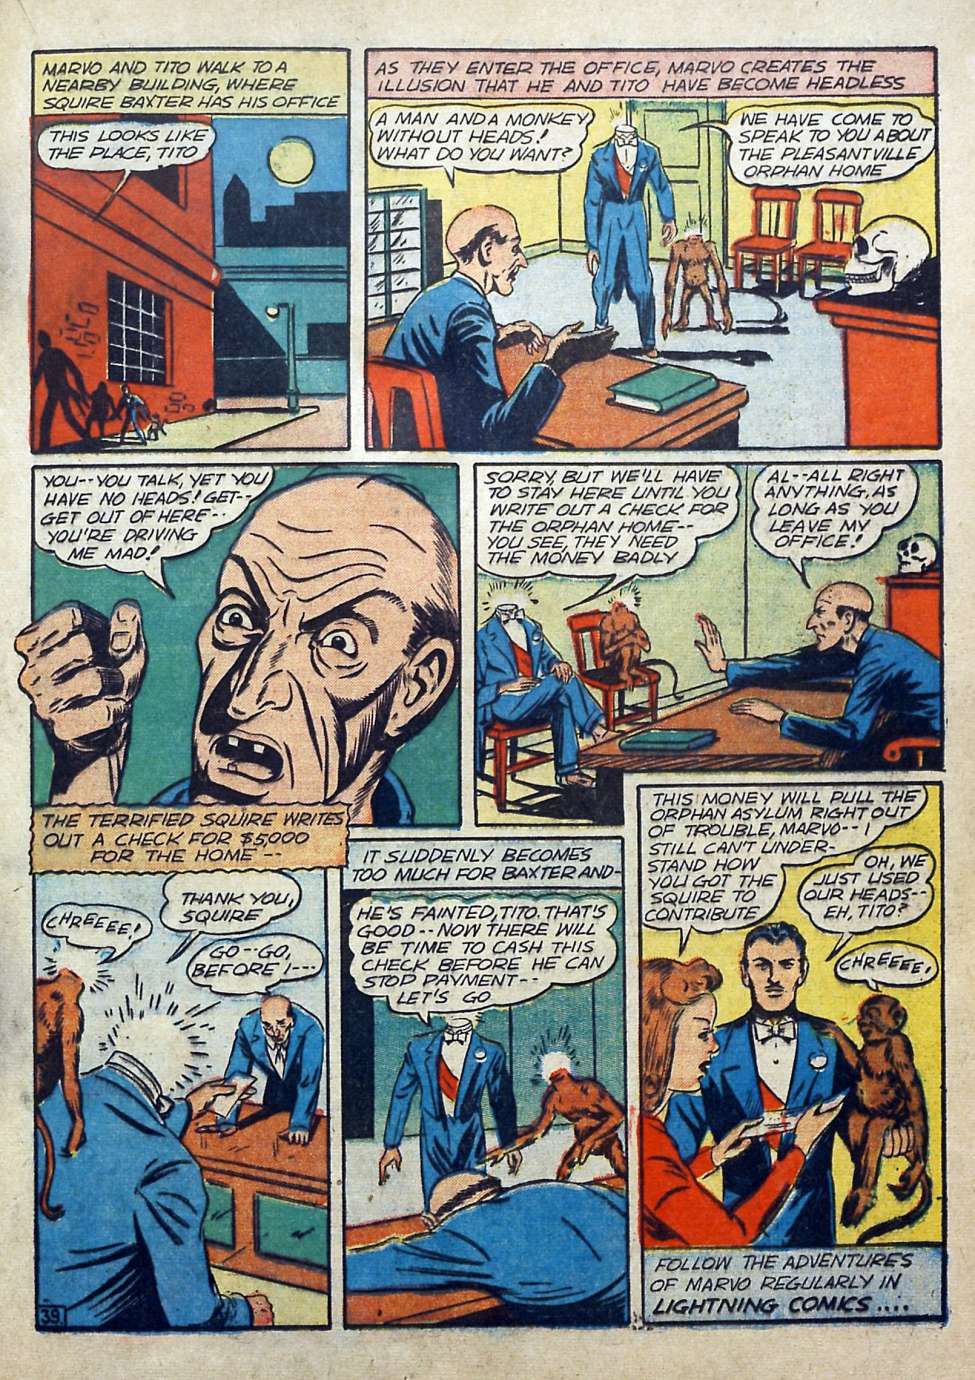 MARVO AND TITO WALK TO A
NEARBY BUILDING, WHERE
SQUIRE BAXTER HAS HIS OFFICE
THIS LOOKS LIKE
THE PLACE, TITO
AS THEY ENTER THE OFFICE, MARVO CREATES THE
ILLUSION THAT HE AND TITO HAVE BECOME HEADLESS
A MAN AND A MONKEY
WITHOUT HEADS!
WHAT DO YOU WANT?
WE HAVE COME TO
SPEAK TO YOU ABOUT
THE PLEASANTVILLE
ORPHAN HOME
YOU--YOU TALK, YET YOU
HAVE NO HEADS! GET--
GET OUT OF HERE--
YOU'RE DRIVING
ME MAD!
SORRY, BUT WE'LL HAVE
TO STAY HERE UNTIL YOU
WRITE OUT A CHECK FOR
THE ORPHAN HOME--
YOU SEE, THEY NEED
THE MONEY BADLY
AL--ALL RIGHT
ANYTHING, AS
LONG AS YOU
LEAVE MY
OFFICE!
THE TERRIFIED SQUIRE WRITES
OUT A CHECK FOR $5,000
FOR THE HOME--
CHREEEE!
THANK YOU,
SQUIRE
GO--GO,
BEFORE I---
39
IT SUDDENLY BECOMES
TOO MUCH FOR BAXTER AND-
HE'S FAINTED, TITO. THAT'S
GOOD--NOW THERE WILL
BE TIME TO CASH THIS
CHECK BEFORE HE CAN
STOP PAYMENT--
LET'S GO
THIS MONEY WILL PULL THE
ORPHAN ASYLUM RIGHT OUT
OF TROUBLE, MARVO--I
STILL CAN'T UNDER-
STAND HOW
YOU GOT THE
SQUIRE TO
CONTRIBUTE
OH, WE
JUST USED
OUR HEADS--
EH, TITO?
CHREEEE!
FOLLOW THE ADVENTURES
OF MARVO REGULARLY IN
LIGHTNING COMICS....